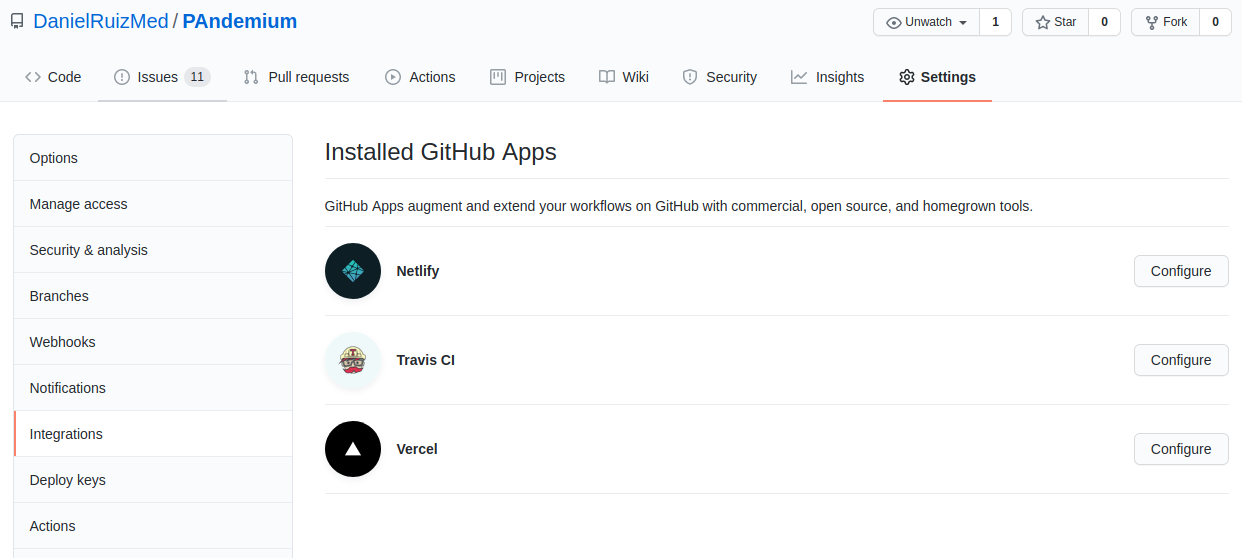 DanielRuizMed / PAndemium
Unwatch 1 Star 0 Fork 0
Code Issues 11 Pull requests Actions Projects Wiki Security Insights Settings
Options
Manage access
Security & analysis
Branches
Webhooks
Notifications
Integrations
Deploy keys
Actions
Installed GitHub Apps
GitHub Apps augment and extend your workflows on GitHub with commercial, open source, and homegrown tools.
Netlify Configure
Travis CI Configure
Vercel Configure